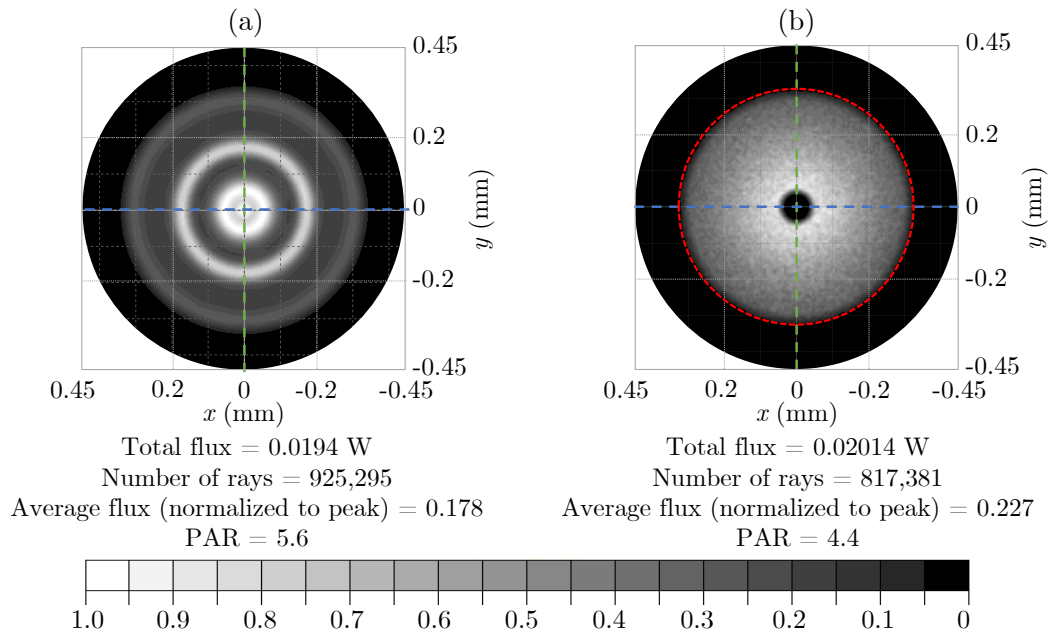 (a)
(b)
0.45
0.2
0
-0.2
-0.45
y (mm)
0.45
0.2
0
-0.2
-0.45
y (mm)
0.45 0.2 0 -0.2 -0.45
x (mm)
0.45 0.2 0 -0.2 -0.45
x (mm)
Total flux = 0.0194 W
Number of rays = 925,295
Average flux (normalized to peak) = 0.178
PAR = 5.6
Total flux = 0.02014 W
Number of rays = 817,381
Average flux (normalized to peak) = 0.227
PAR = 4.4
1.0 0.9 0.8 0.7 0.6 0.5 0.4 0.3 0.2 0.1 0